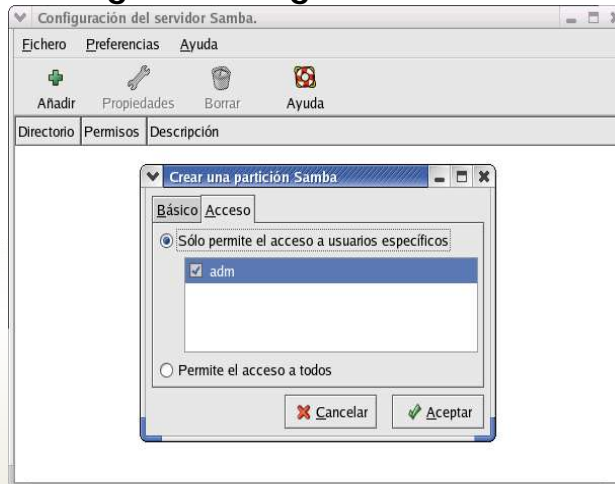 Configuración del servidor Samba.
Fichero Preferencias Ayuda
Añadir Propiedades Borrar Ayuda
Directorio Permisos Descripción
Crear una partición Samba
Básico Acceso
Sólo permite el acceso a usuarios específicos
adm
Permite el acceso a todos
Cancelar Aceptar